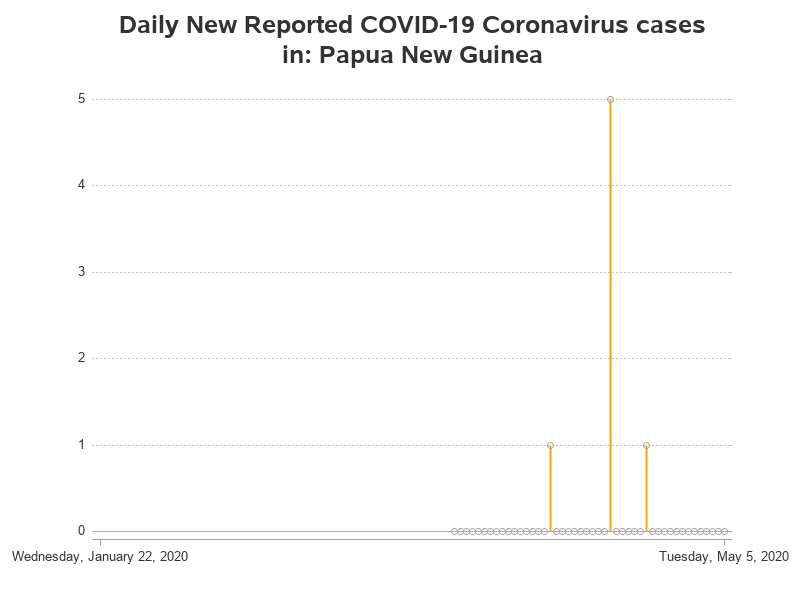 Daily New Reported COVID-19 Coronavirus cases
in: Papua New Guinea
5
4
3
2
1
0
Wednesday, January 22, 2020 Tuesday, May 5, 2020